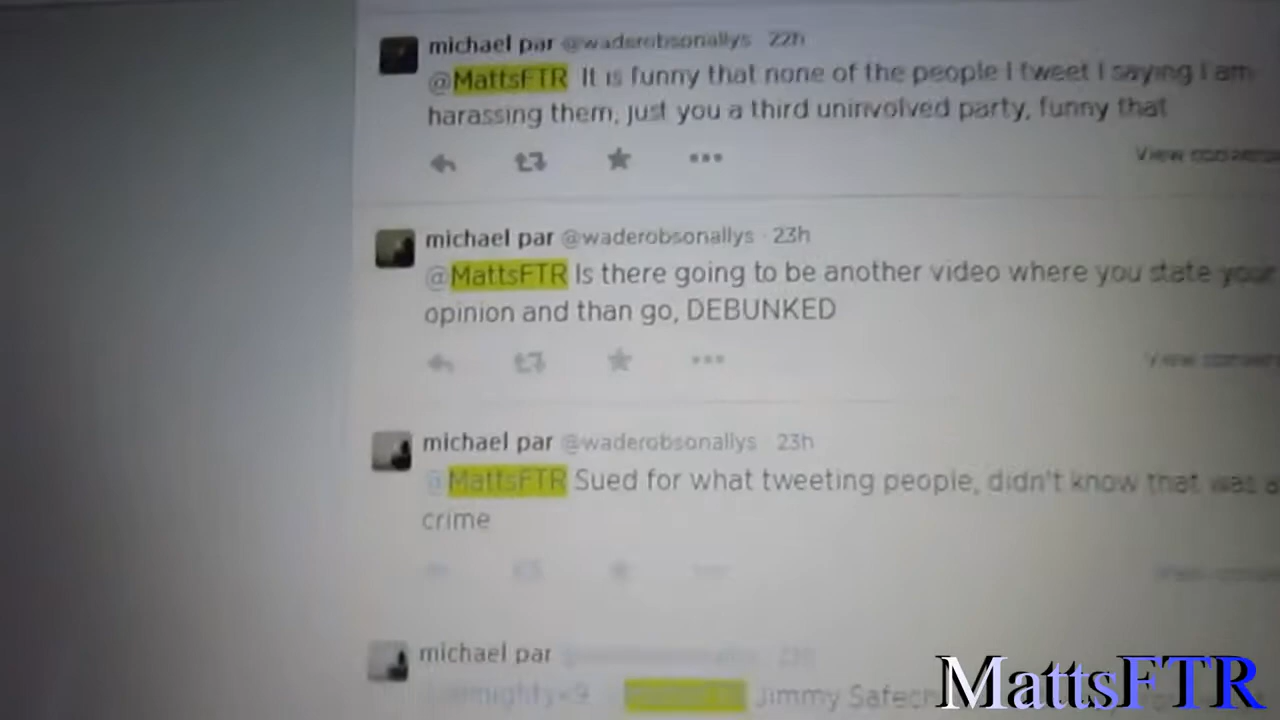 michael par @waderobsonallys 22h
@MattsFTR It is funny that none of the people I tweet I saying I am
harassing them, just you a third uninvolved party, funny that
View
michael par @waderobsonallys · 23h
@MattsFTR Is there going to be another video where you state your
opinion and than go, DEBUNKED
View
michael par @waderobsonallys · 23h
@MattsFTR Sued for what tweeting people, didn't know that was a
crime
michael par
Jimmy Safech
MattsFTR